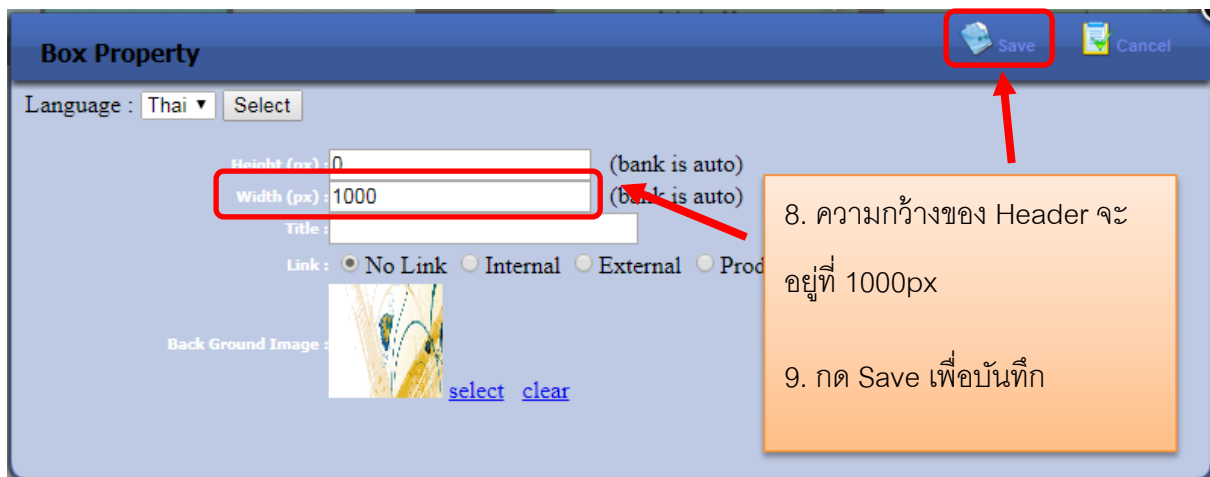 Box Property
Save
Cancel
Language : Thai Select
Height (px) : 0 (bank is auto)
Width (px) : 1000 (bank is auto)
Title :
Link : No Link Internal External Prod
Back Ground Image :
select clear
8. ความกว้างของ Header จะ
อยู่ที่ 1000px
9. กด Save เพื่อบันทึก